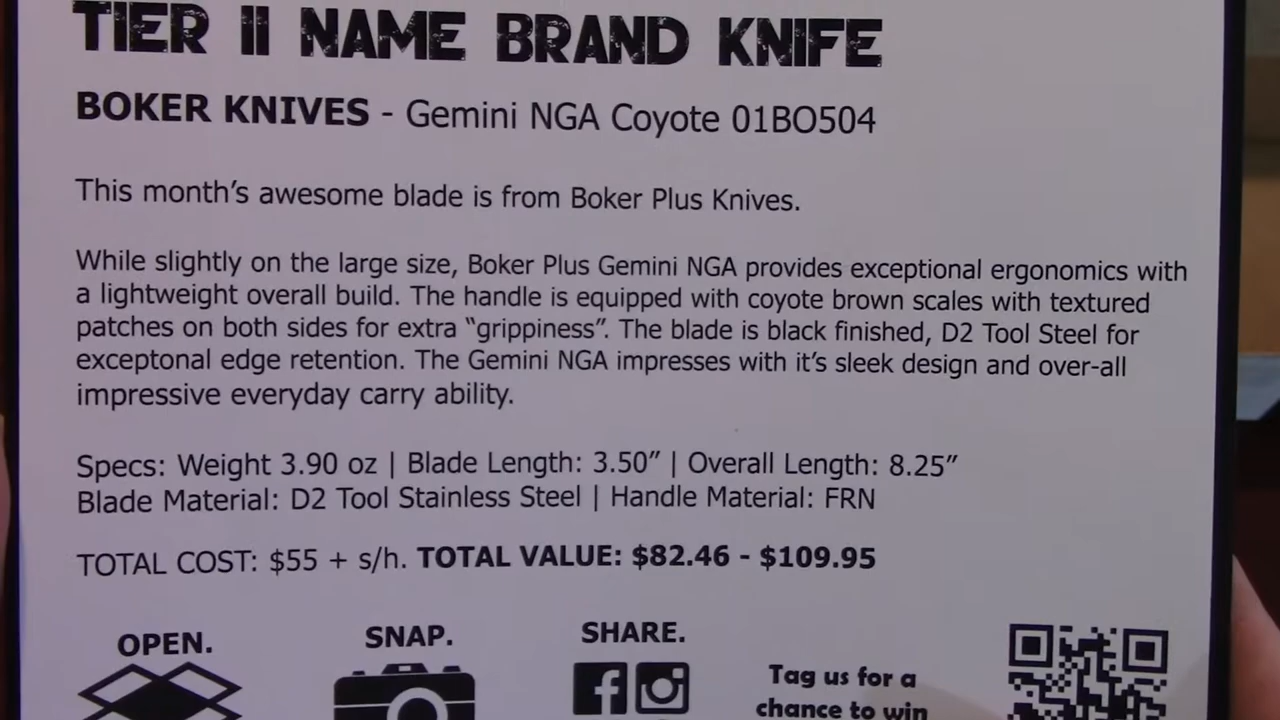 TIER II NAME BRAND KNIFE
BOKER KNIVES - Gemini NGA Coyote 01BO504
This month's awesome blade is from Boker Plus Knives.
While slightly on the large size, Boker Plus Gemini NGA provides exceptional ergonomics with
a lightweight overall build. The handle is equipped with coyote brown scales with textured
patches on both sides for extra “grippiness”. The blade is black finished, D2 Tool Steel for
exceptonal edge retention. The Gemini NGA impresses with it's sleek design and over-all
impressive everyday carry ability.
Specs: Weight 3.90 oz | Blade Length: 3.50” | Overall Length: 8.25”
Blade Material: D2 Tool Stainless Steel | Handle Material: FRN
TOTAL COST: $55 + s/h. TOTAL VALUE: $82.46 - $109.95
OPEN. SNAP. SHARE.
Tag us for a
chance to win